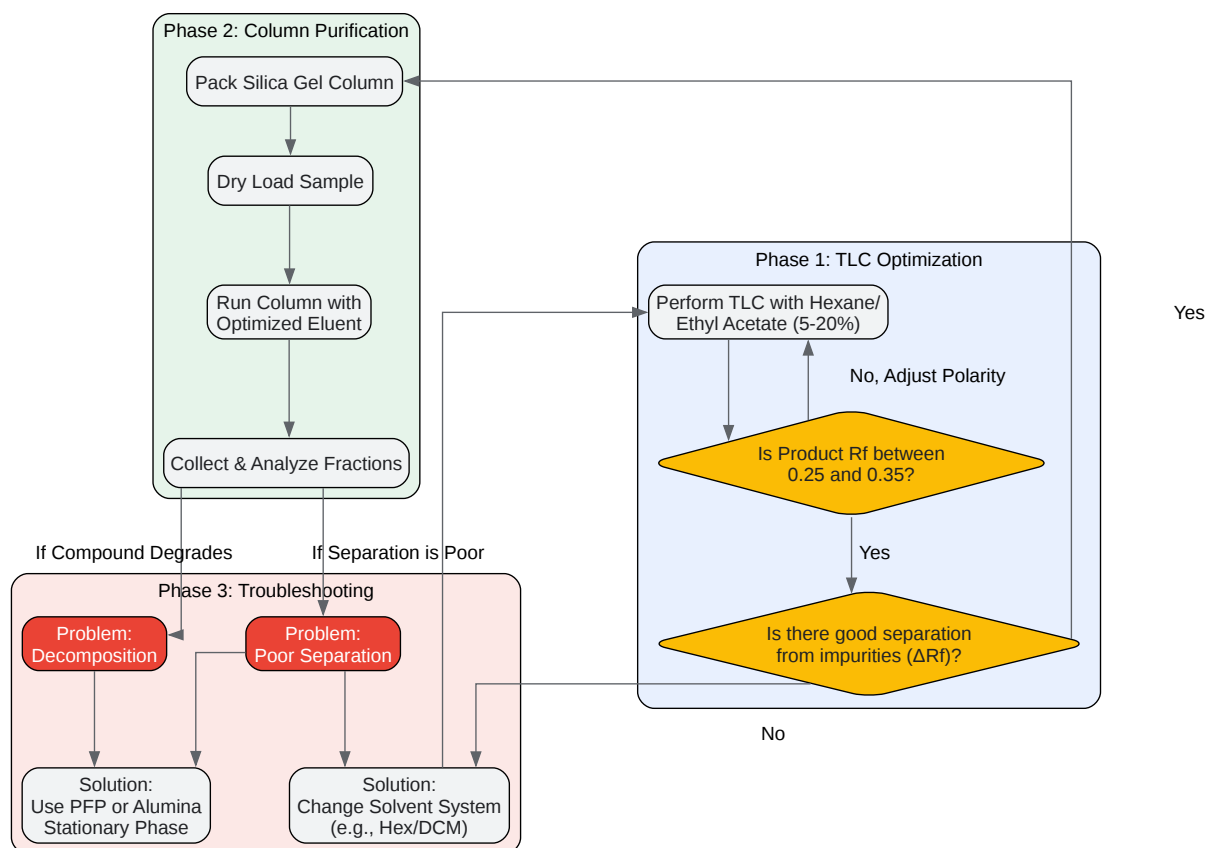 Phase 2: Column Purification
Pack Silica Gel Column
Dry Load Sample
Run Column with
Optimized Eluent
Collect & Analyze Fractions
Phase 1: TLC Optimization
Perform TLC with Hexane/
Ethyl Acetate (5-20%)
Yes
No, Adjust Polarity
Is Product Rf between
0.25 and 0.35?
Yes
Is there good separation
from impurities (ΔRf)?
No
If Compound Degrades
If Separation is Poor
Phase 3: Troubleshooting
Problem:
Decomposition
Problem:
Poor Separation
Solution:
Use PFP or Alumina
Stationary Phase
Solution:
Change Solvent System
(e.g., Hex/DCM)